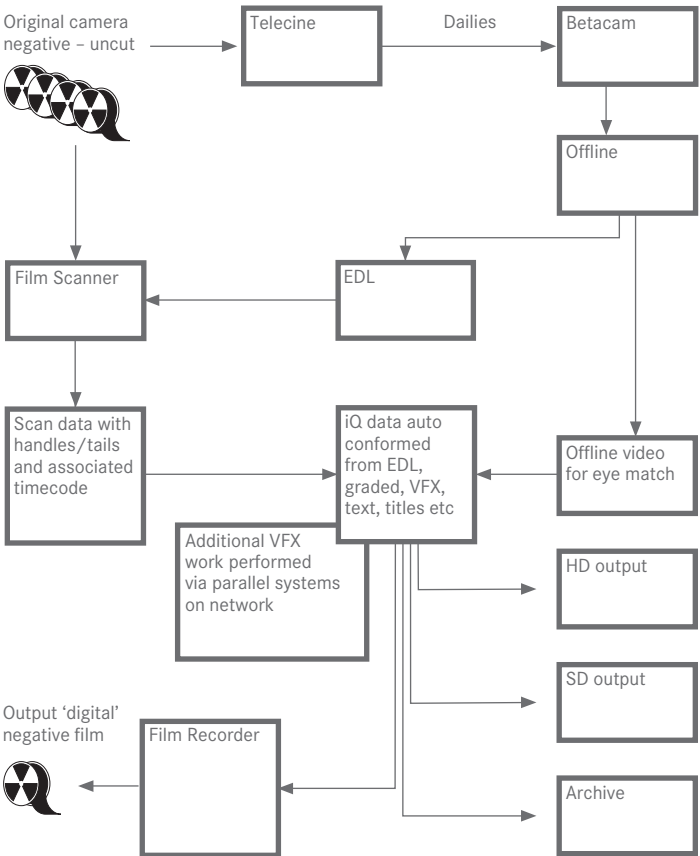 Original camera
negative – uncut
Telecine
Dailies
Betacam
Offline
Film Scanner
EDL
Scan data with
handles/tails
and associated
timecode
iQ data auto
conformed
from EDL,
graded, VFX,
text, titles etc
Offline video
for eye match
Additional VFX
work performed
via parallel systems
on network
HD output
SD output
Output ‘digital’
negative film
Film Recorder
Archive